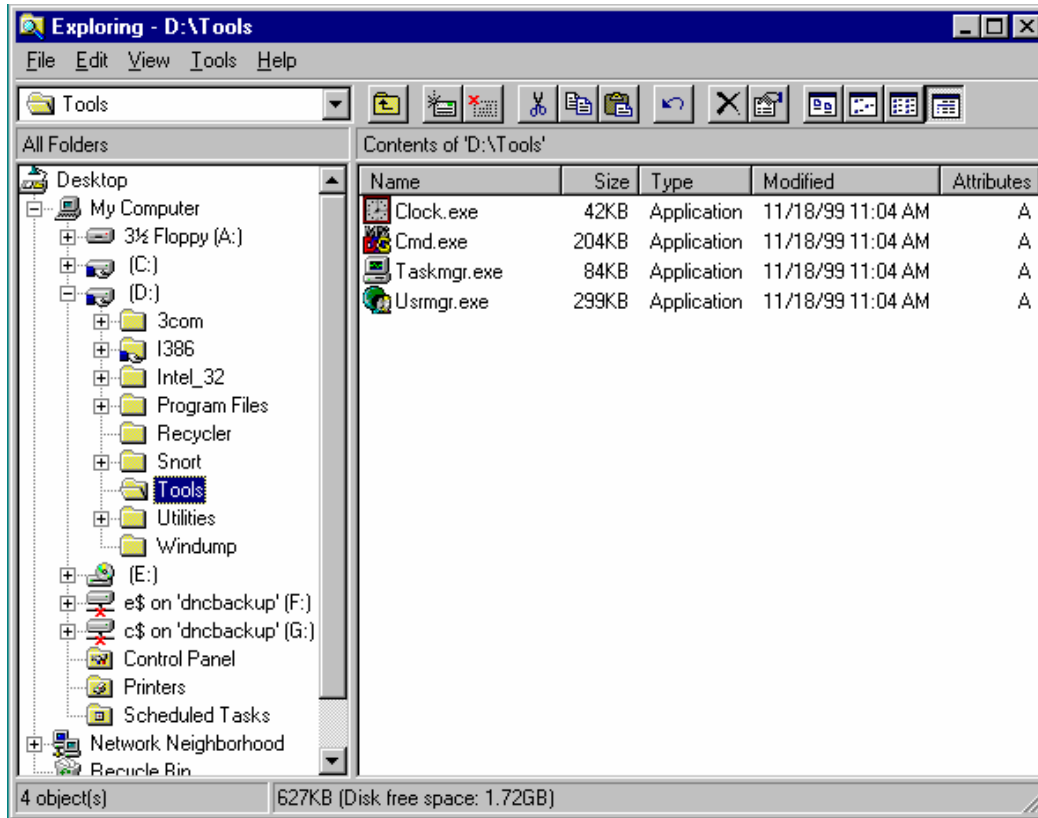 Exploring - D:\Tools
File Edit View Tools Help
Tools
All Folders
Contents of 'D:\Tools'
Desktop
My Computer
3½ Floppy (A:)
(C:)
(D:)
3com
I386
Intel_32
Program Files
Recycler
Snort
Tools
Utilities
Windump
(E:)
e$ on 'dncbackup' (F:)
c$ on 'dncbackup' (G:)
Control Panel
Printers
Scheduled Tasks
Network Neighborhood
Recycle Bin
Name Size Type Modified Attributes
Clock.exe 42KB Application 11/18/99 11:04 AM A
Cmd.exe 204KB Application 11/18/99 11:04 AM A
Taskmgr.exe 84KB Application 11/18/99 11:04 AM A
Usrmgr.exe 299KB Application 11/18/99 11:04 AM A
4 object(s)
627KB (Disk free space: 1.72GB)